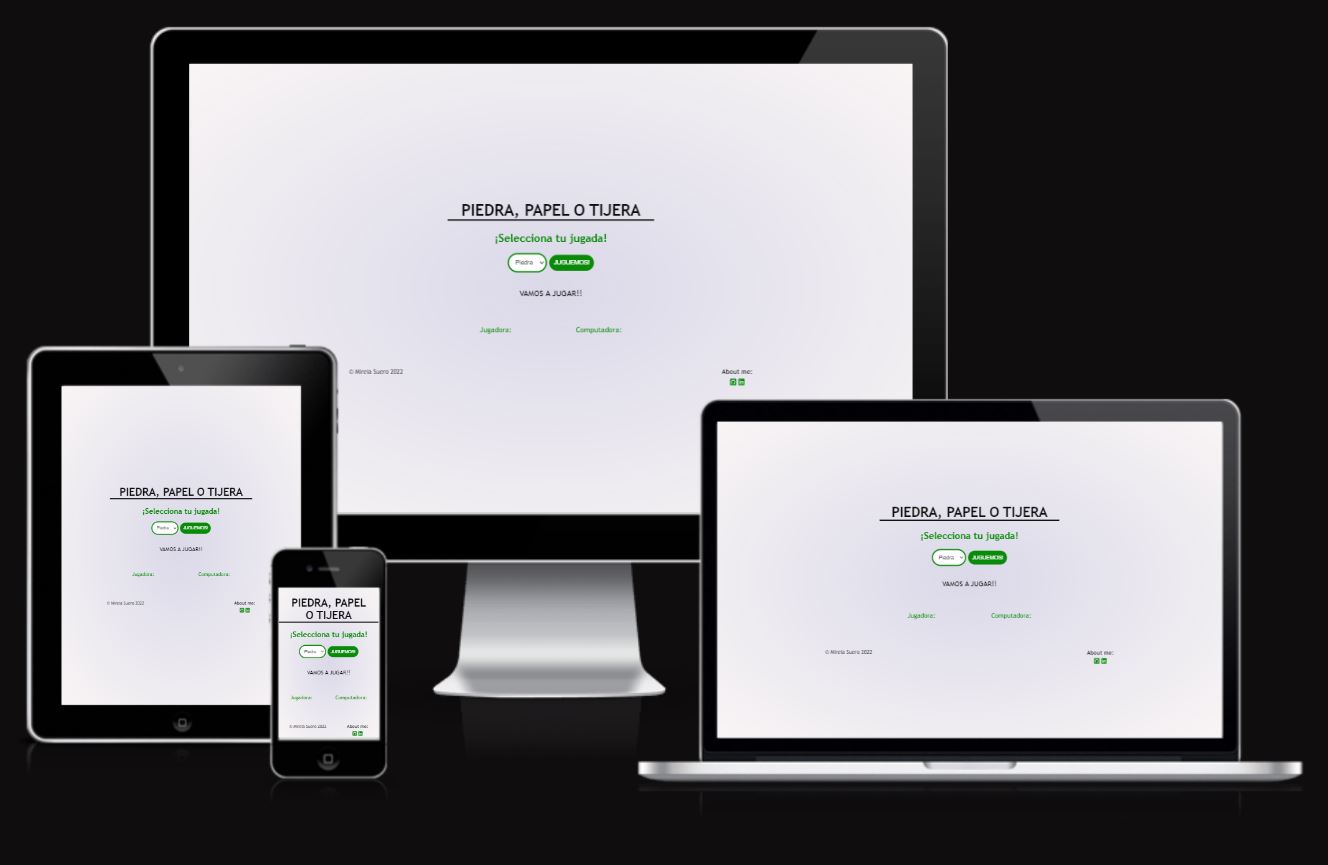 PIEDRA, PAPEL O TIJERA
¡Selecciona tu jugada!
Piedra JUGUEMOS!
VAMOS A JUGAR!!
Jugadora: Computadora:
© Mireia Suero 2022 About me:
PIEDRA, PAPEL O TIJERA
¡Selecciona tu jugada!
Piedra JUGUEMOS!
VAMOS A JUGAR!!
Jugadora: Computadora:
© Mireia Suero 2022 About me:
PIEDRA, PAPEL
O TIJERA
¡Selecciona tu jugada!
Piedra JUGUEMOS!
VAMOS A JUGAR!!
Jugadora: Computadora:
© Mireia Suero 2022 About me:
PIEDRA, PAPEL O TIJERA
¡Selecciona tu jugada!
Piedra JUGUEMOS!
VAMOS A JUGAR!!
Jugadora: Computadora:
© Mireia Suero 2022 About me: